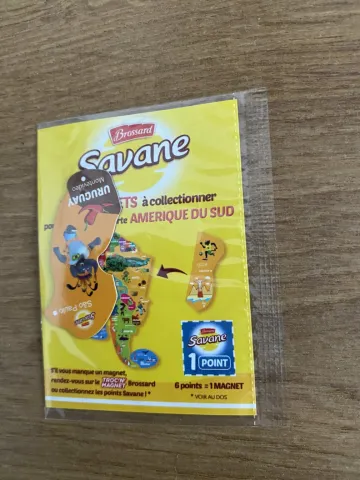 Brossard
Savane
URUGUAY
Montevideo
TS à collectionner
rte AMERIQUE DU SUD
São Paulo
Brossard
Savane
1 POINT
S'il vous manque un magnet,
rendez-vous sur le TROC'N' MAGNET Brossard
ou collectionnez les points Savane ! *
6 points = 1 MAGNET
* VOIR AU DOS